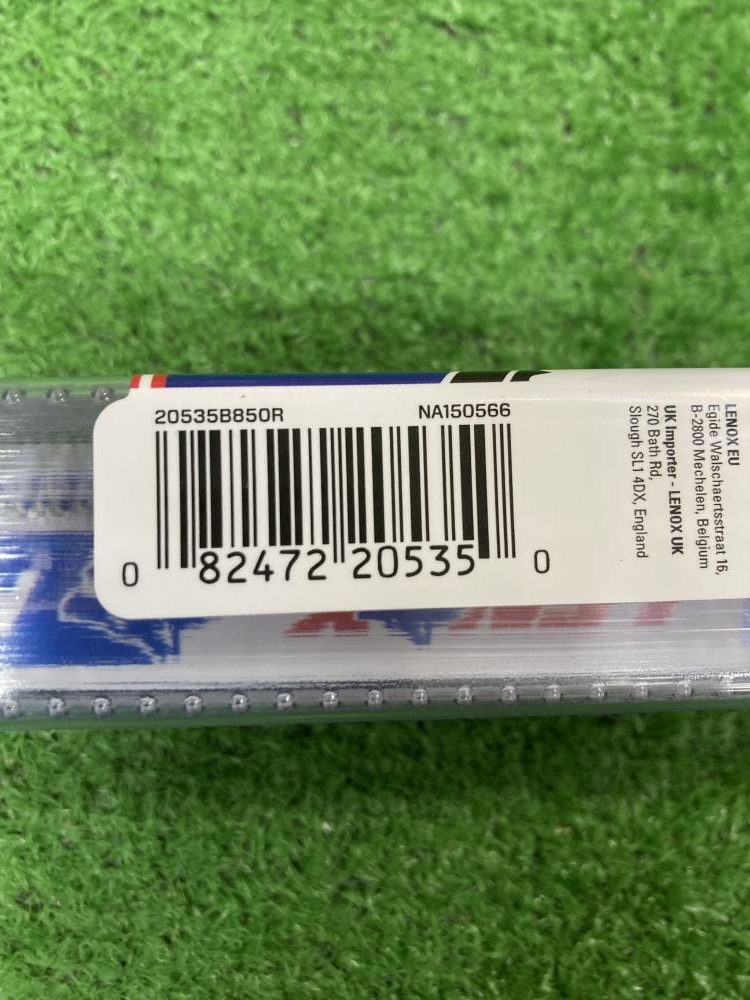 20535B850R NA150566
0 82472 20535 0
LENOX EU
Egide Walschaertsstraat 16,
B-2800 Mechelen, Belgium
UK Importer - LENOX UK
270 Bath Rd,
Slough SL1 4DX, England